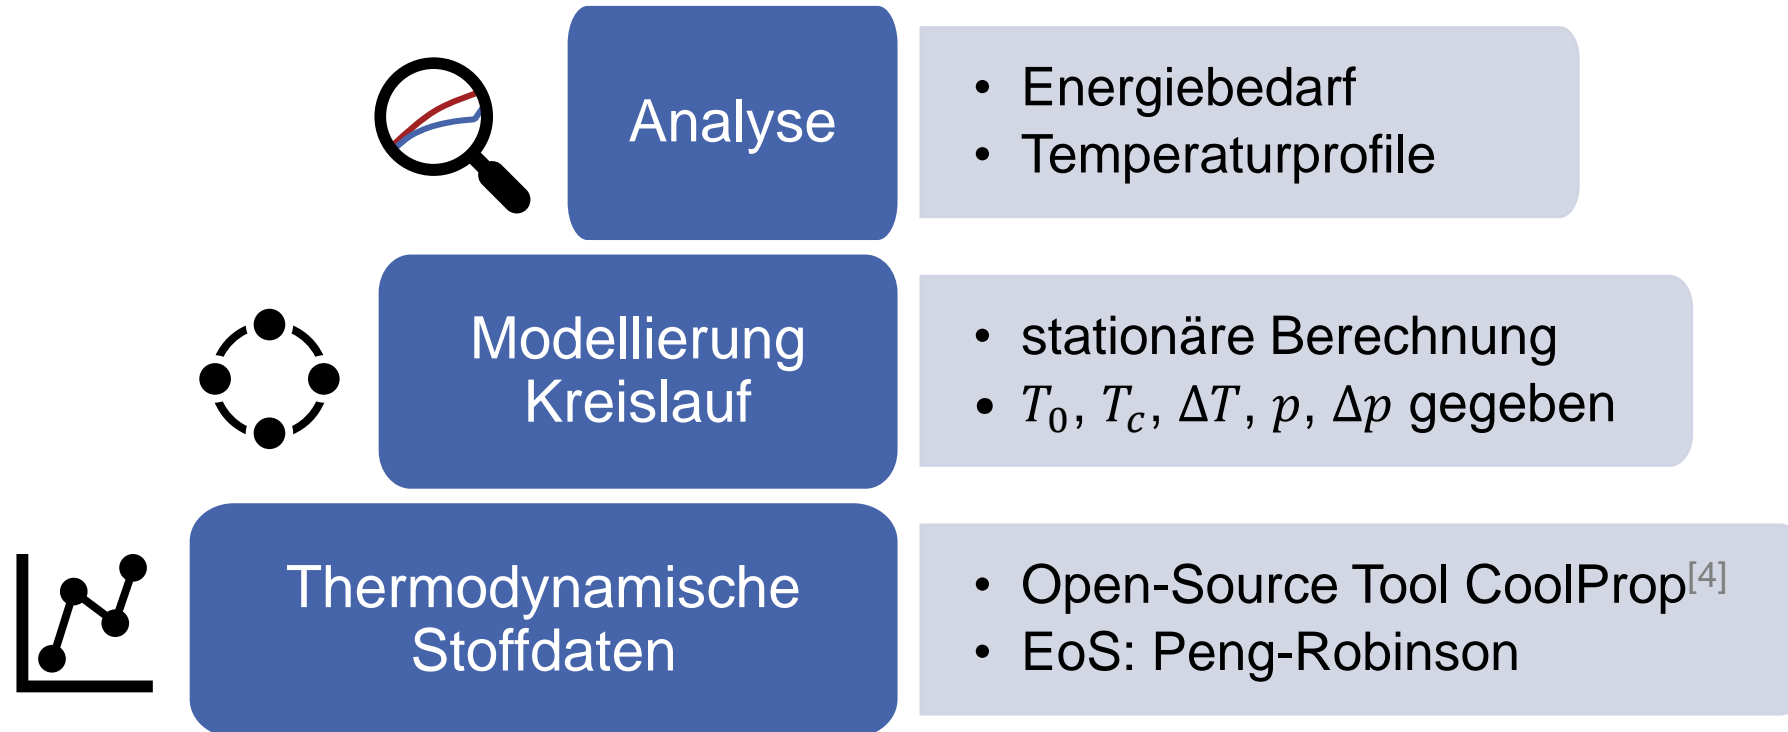 Analyse
• Energiebedarf
• Temperaturprofile
Modellierung
Kreislauf
• stationäre Berechnung
• T₀, T_c, ΔT, p, Δp gegeben
Thermodynamische
Stoffdaten
• Open-Source Tool CoolProp[4]
• EoS: Peng-Robinson